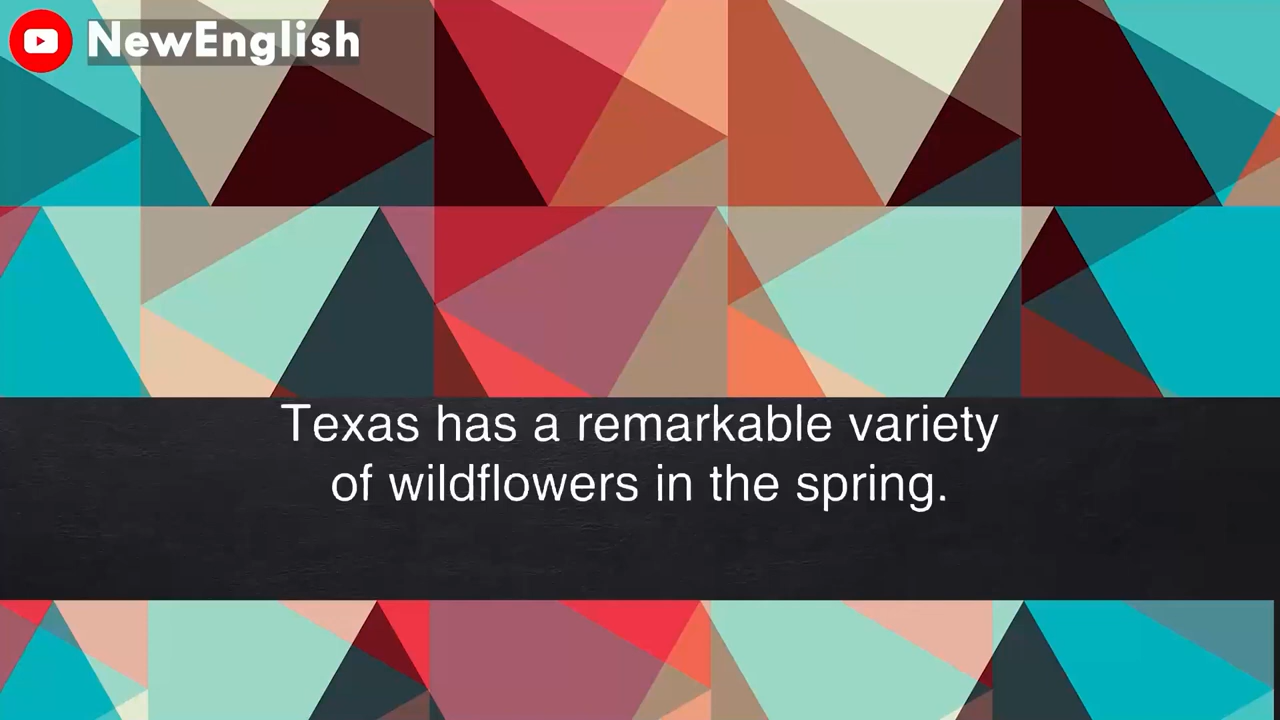 NewEnglish
Texas has a remarkable variety
of wildflowers in the spring.